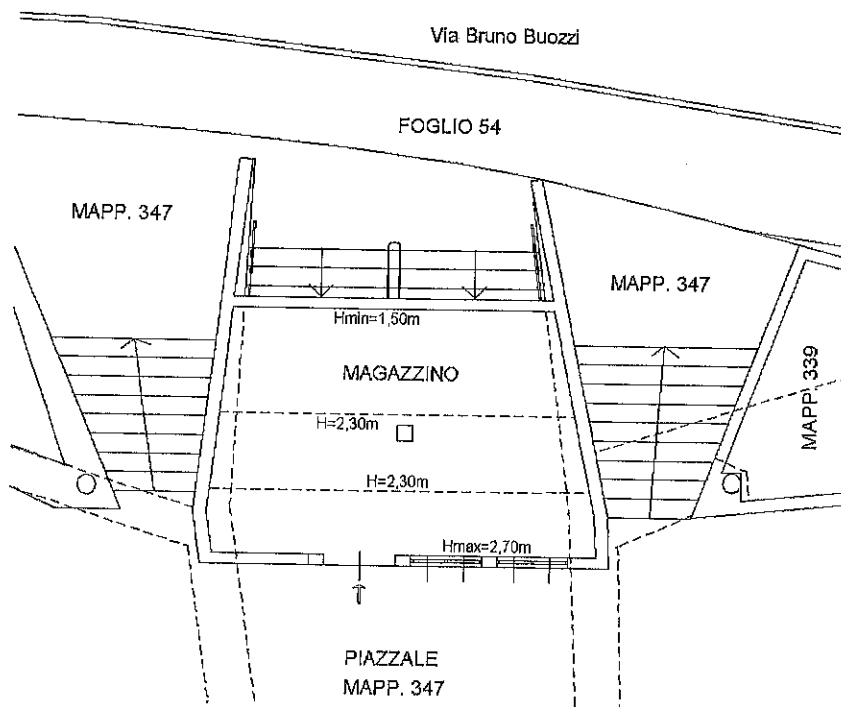 Via Bruno Buozzi
FOGLIO 54
MAPP. 347
MAPP. 347
Hmin=1,50m
MAGAZZINO
MAPP. 339
H=2,30m
H=2,30m
Hmax=2,70m
PIAZZALE
MAPP. 347